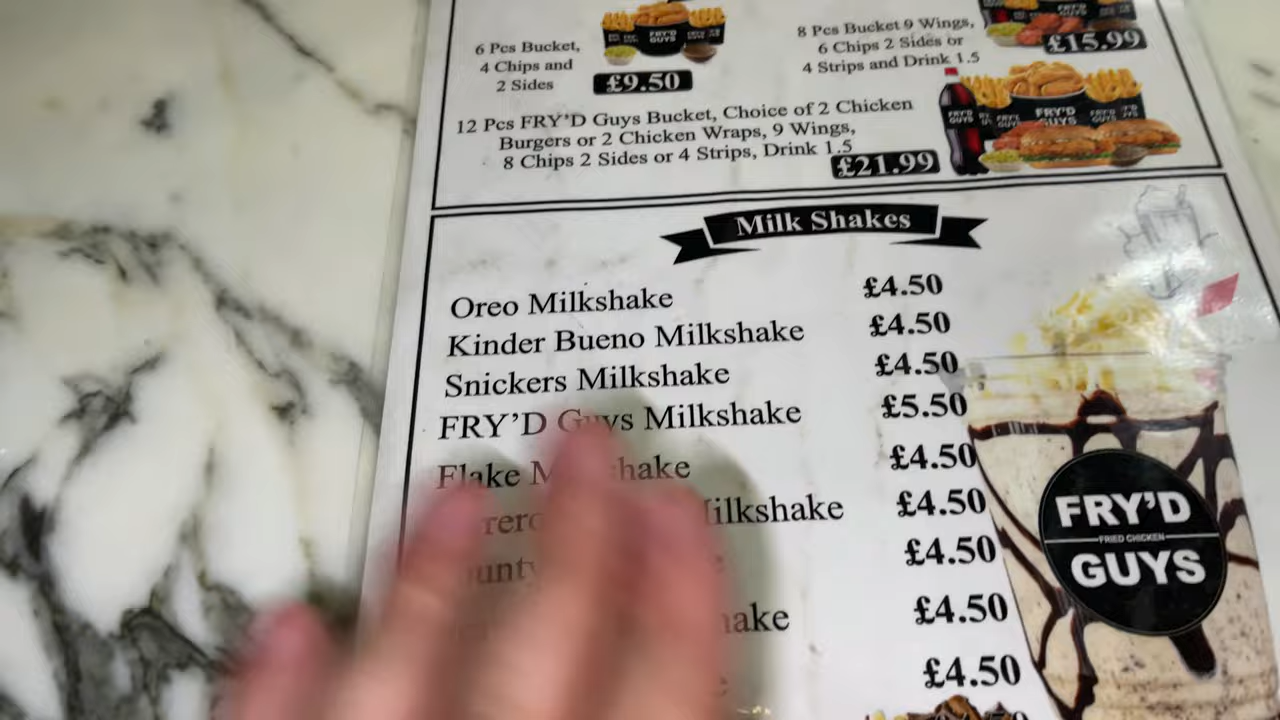 6 Pcs Bucket,
4 Chips and
2 Sides
£9.50
8 Pcs Bucket 9 Wings,
6 Chips 2 Sides or
4 Strips and Drink 1.5
£15.99
12 Pcs FRY'D Guys Bucket, Choice of 2 Chicken
Burgers or 2 Chicken Wraps, 9 Wings,
8 Chips 2 Sides or 4 Strips, Drink 1.5
£21.99
FRY'D
GUYS
Milk Shakes
Oreo Milkshake £4.50
Kinder Bueno Milkshake £4.50
Snickers Milkshake £4.50
FRY'D Guys Milkshake £5.50
Flake £4.50
Milkshake £4.50
£4.50
£4.50
£4.50
FRY'D
FRIED CHICKEN
GUYS